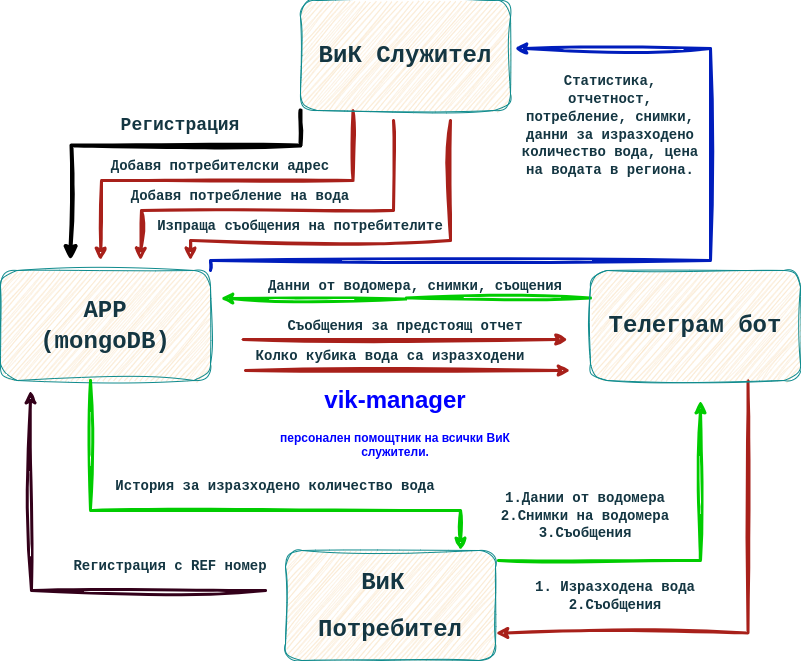 ВиК Служител
Статистика,
отчетност,
потребление, снимки,
данни за изразходено
количество вода, цена
на водата в региона.
Регистрация
Добавя потребителски адрес
Добавя потребление на вода
Изпраща съобщения на потребителите
APP
(mongoDB)
Данни от водомера, снимки, съощения
Съобщения за предстоящ отчет
Колко кубика вода са изразходени
Телеграм бот
vik-manager
персонален помощтник на всички ВиК
служители.
История за изразходено количество вода
1.Дании от водомера
2.Снимки на водомера
3.Съобщения
Rегистрация с REF номер
1. Изразходена вода
2.Съобщения
ВиК
Потребител